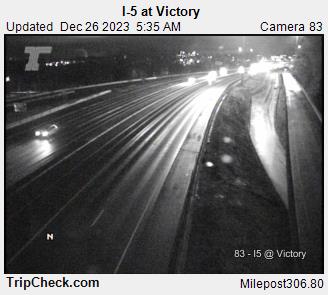 I-5 at Victory
Updated Dec 26 2023 5:35 AM Camera 83
T
N
83 - I5 @ Victory
TripCheck.com Milepost306.80